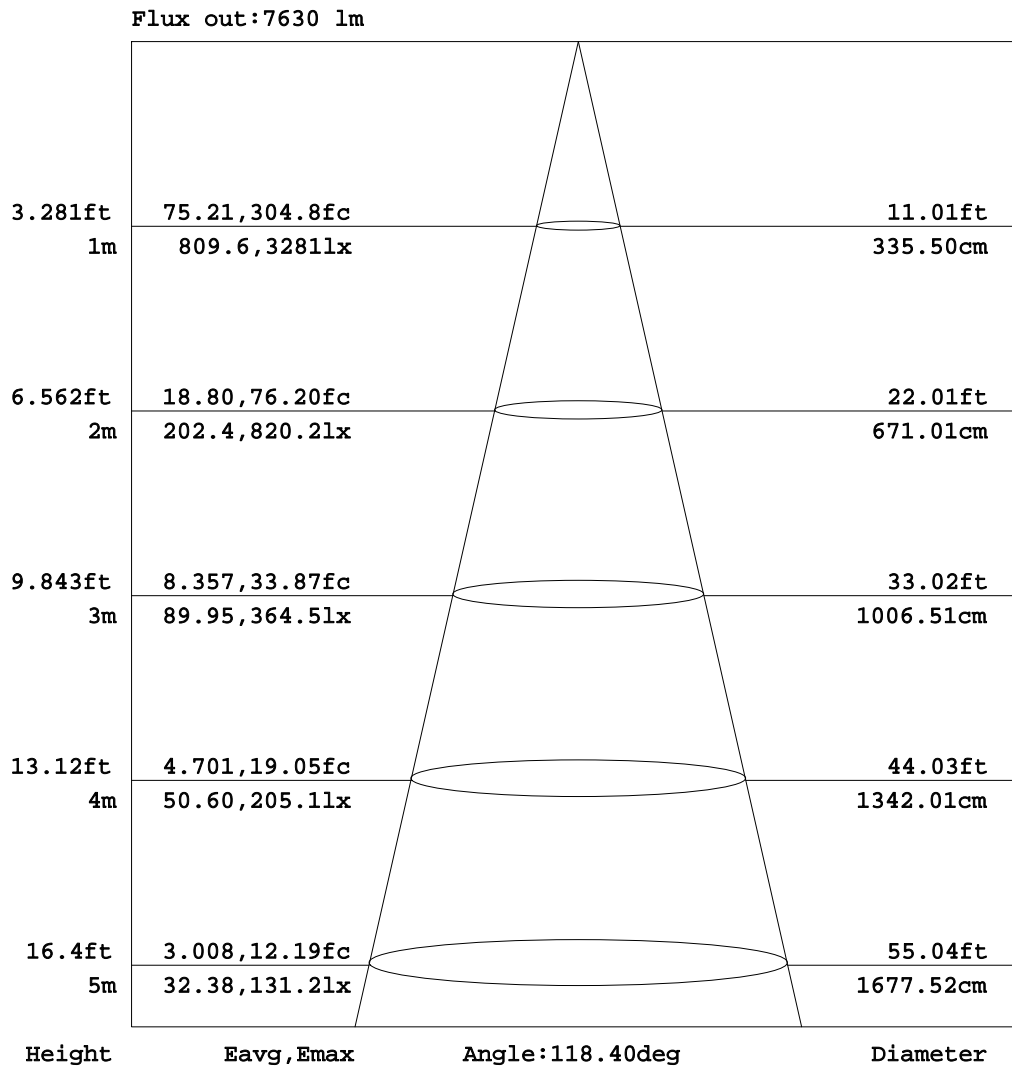 Flux out:7630 lm
3.281ft 75.21,304.8fc 11.01ft
1m 809.6,3281lx 335.50cm
6.562ft 18.80,76.20fc 22.01ft
2m 202.4,820.2lx 671.01cm
9.843ft 8.357,33.87fc 33.02ft
3m 89.95,364.5lx 1006.51cm
13.12ft 4.701,19.05fc 44.03ft
4m 50.60,205.1lx 1342.01cm
16.4ft 3.008,12.19fc 55.04ft
5m 32.38,131.2lx 1677.52cm
Height Eavg,Emax Angle:118.40deg Diameter